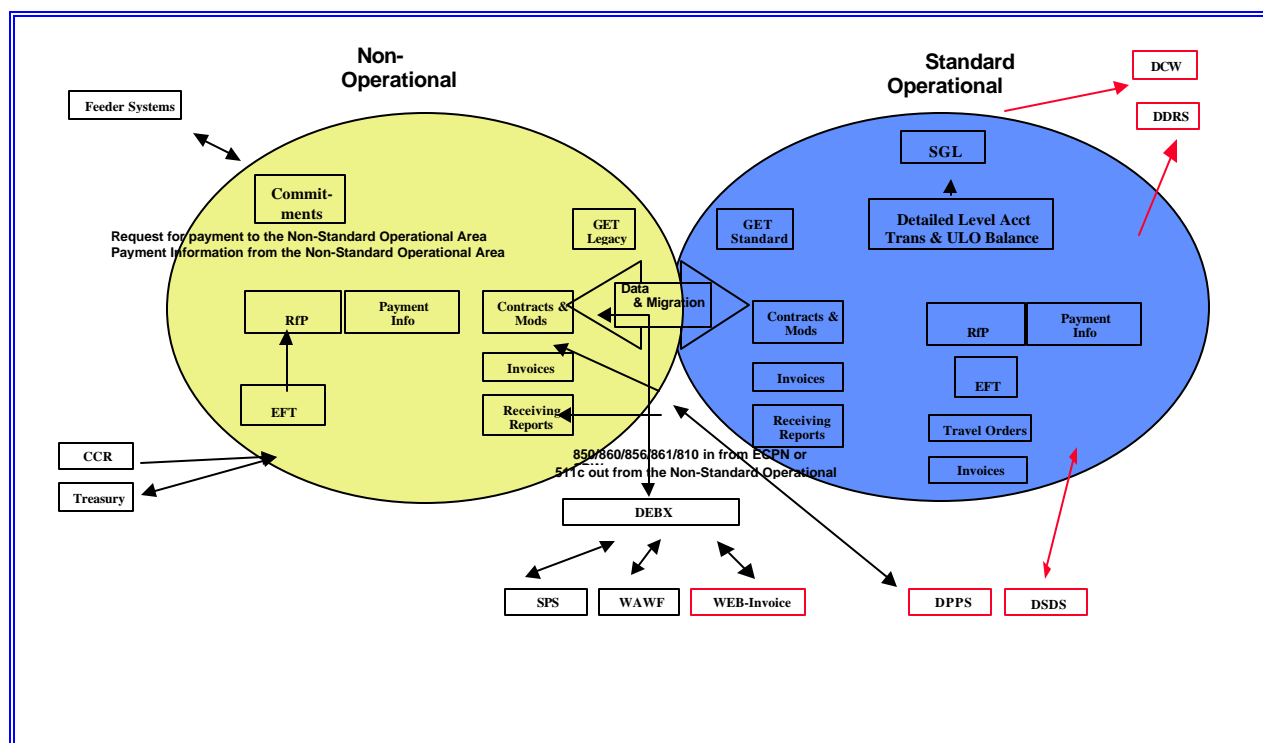 Non-
Operational
Standard
Operational
DCW
DDRS
Feeder Systems
SGL
Commit-
ments
GET
Legacy
GET
Standard
Detailed Level Acct
Trans & ULO Balance
Request for payment to the Non-Standard Operational Area
Payment Information from the Non-Standard Operational Area
Data
& Migration
RfP
Payment
Info
Contracts &
Mods
Contracts &
Mods
RfP
Payment
Info
Invoices
Invoices
EFT
EFT
Receiving
Reports
Receiving
Reports
Travel Orders
Invoices
850/860/856/861/810 in from ECPN or
511c out from the Non-Standard Operational
CCR
Treasury
DEBX
SPS
WAWF
WEB-Invoice
DPPS
DSDS